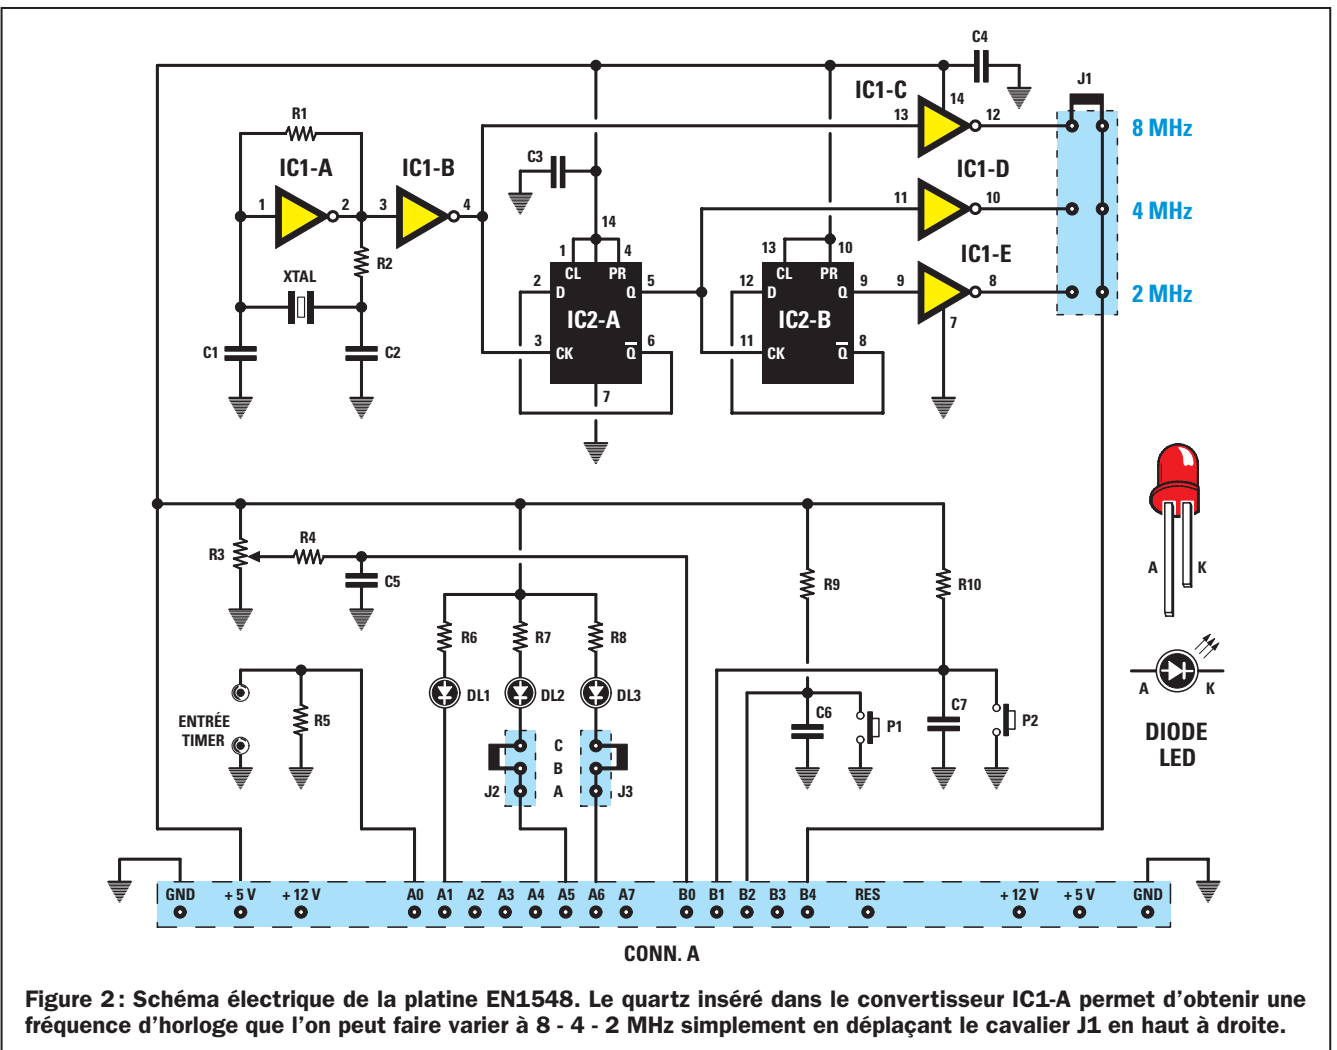 C4
J1
IC1-C
14
13
12
8 MHz
R1
IC1-A
IC1-B
C3
IC1-D
1
2
3
4
11
10
4 MHz
R2
XTAL
14
1
4
13
10
IC1-E
CL
PR
CL
PR
2
D
Q
5
12
D
Q
9
9
8
2 MHz
IC2-A
IC2-B
7
C1
C2
3
CK
Q
6
11
CK
Q
8
7
R3
R4
C5
R9
R10
A
K
R6
R7
R8
DL1
DL2
DL3
ENTRÉE
TIMER
R5
C6
P1
C7
P2
A
K
DIODE
LED
C
B
J2
A
J3
GND
+ 5 V
+ 12 V
A0
A1
A2
A3
A4
A5
A6
A7
B0
B1
B2
B3
B4
RES
+ 12 V
+ 5 V
GND
CONN. A
Figure 2 : Schéma électrique de la platine EN1548. Le quartz inséré dans le convertisseur IC1-A permet d'obtenir une
fréquence d'horloge que l'on peut faire varier à 8 - 4 - 2 MHz simplement en déplaçant le cavalier J1 en haut à droite.